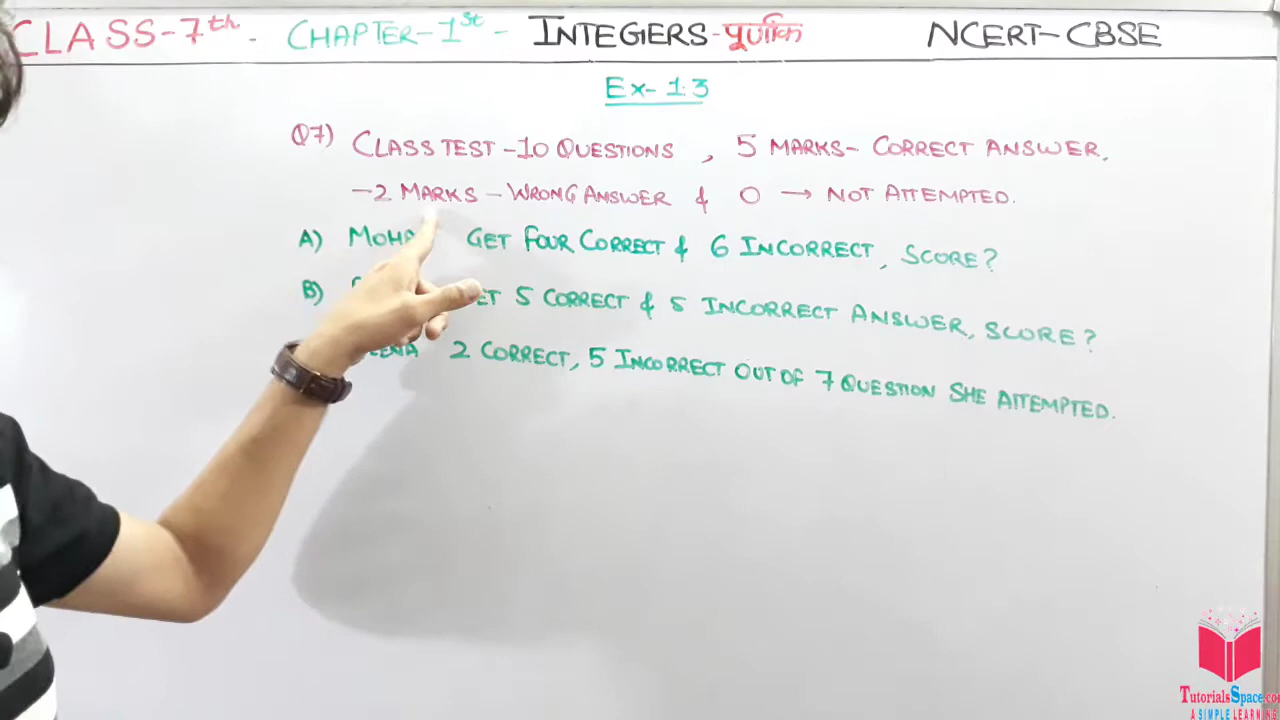 CLASS-7th - CHAPTER-1st - INTEGERS-पूर्णांक NCERT-CBSE
Ex-1.3
Q7) CLASS TEST-10 QUESTIONS, 5 MARKS- CORRECT ANSWER,
-2 MARKS - WRONG ANSWER & 0 → NOT ATTEMPTED.
A) GET FOUR CORRECT & 6 INCORRECT, SCORE?
B) 5 CORRECT & 5 INCORRECT ANSWER, SCORE?
2 CORRECT, 5 INCORRECT OUT OF 7 QUESTION SHE ATTEMPTED.
TutorialsSpace.com
A SIMPLE LEARNING